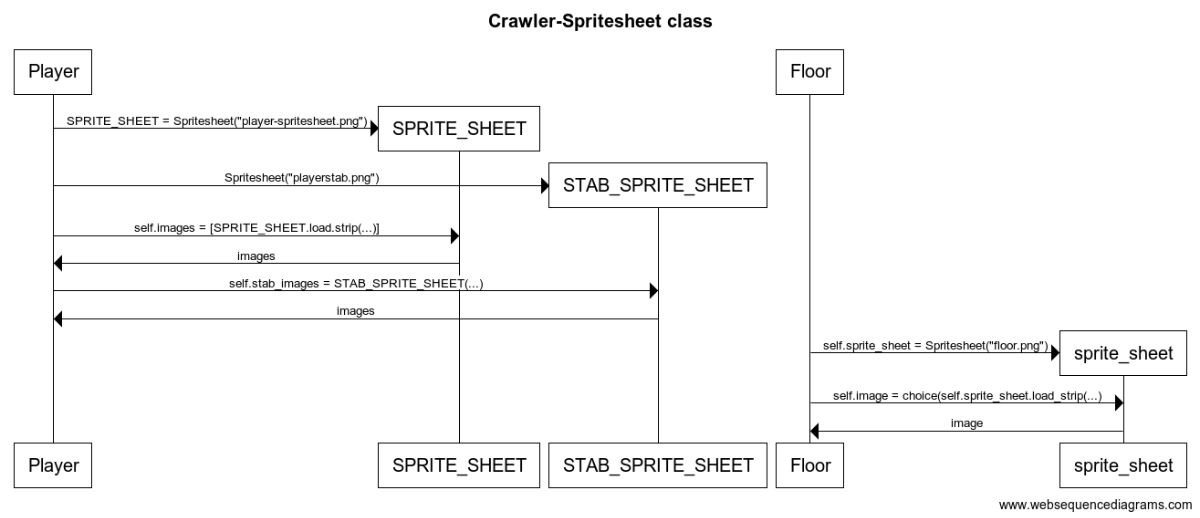 Crawler-Spritesheet class
Player
Floor
SPRITE_SHEET = Spritesheet("player-spritesheet.png")
SPRITE_SHEET
Spritesheet("playerstab.png")
STAB_SPRITE_SHEET
self.images = [SPRITE_SHEET.load.strip(...)]
images
self.stab_images = STAB_SPRITE_SHEET(...)
images
self.sprite_sheet = Spritesheet("floor.png")
sprite_sheet
self.image = choice(self.sprite_sheet.load_strip(...)
image
Player
SPRITE_SHEET
STAB_SPRITE_SHEET
Floor
sprite_sheet
www.websequencediagrams.com